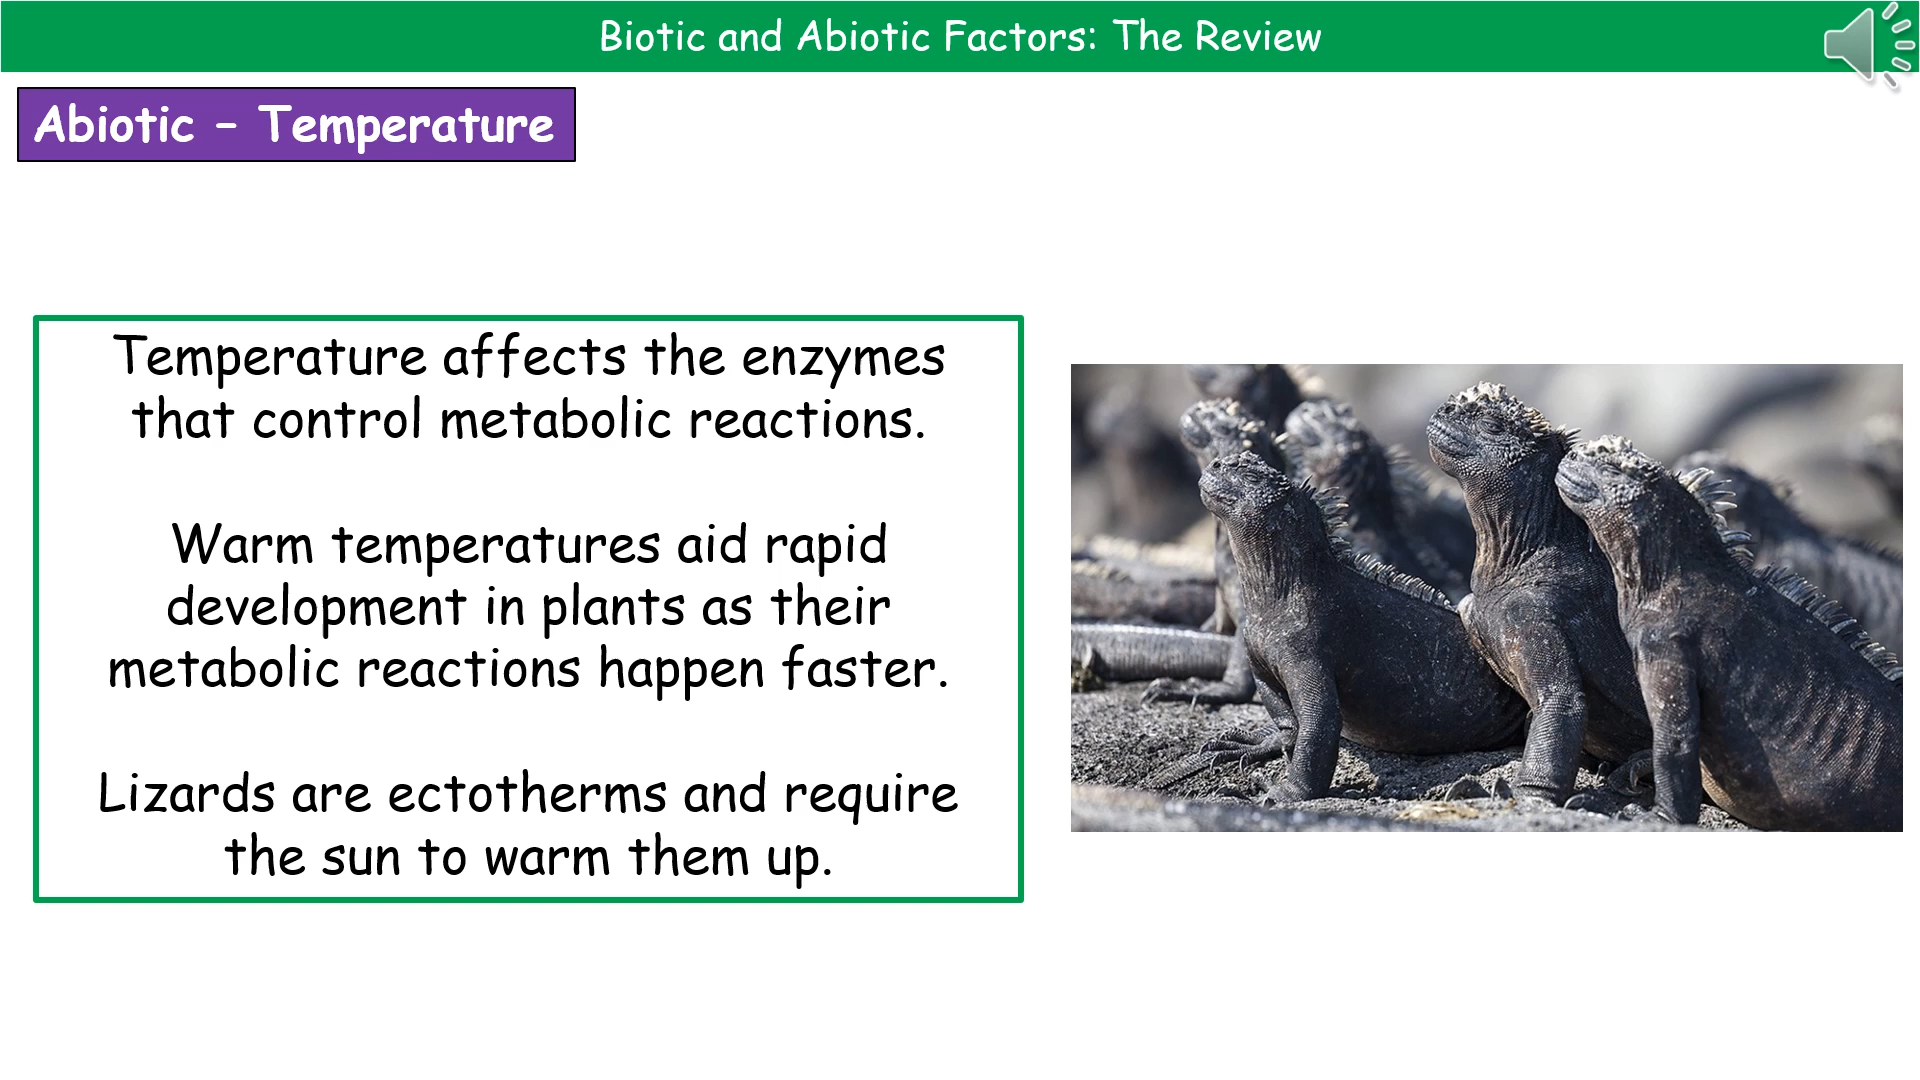 Biotic and Abiotic Factors: The Review
Abiotic – Temperature
Temperature affects the enzymes
that control metabolic reactions.
Warm temperatures aid rapid
development in plants as their
metabolic reactions happen faster.
Lizards are ectotherms and require
the sun to warm them up.